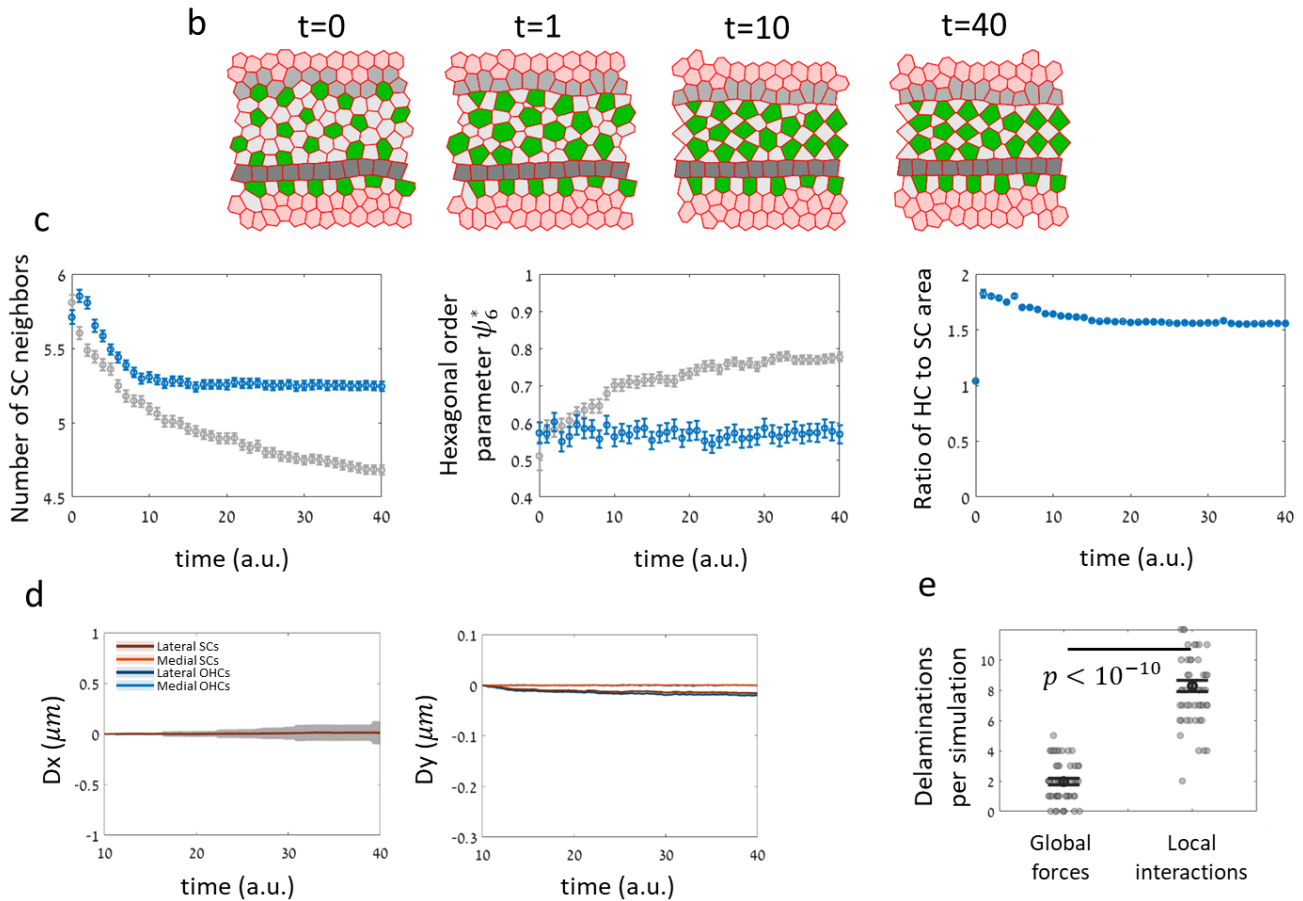 b
t=0 t=1 t=10 t=40
c
Number of SC neighbors
6
5.5
5
4.5
0 10 20 30 40
time (a.u.)
Hexagonal order
parameter ψ₆*
1
0.9
0.8
0.7
0.6
0.5
0.4
0 10 20 30 40
time (a.u.)
Ratio of HC to SC area
2
1.5
1
0.5
0
0 10 20 30 40
time (a.u.)
d
Dx (μm)
1
0.5
0
-0.5
-1
Lateral SCs
Medial SCs
Lateral OHCs
Medial OHCs
10 20 30 40
time (a.u.)
Dy (μm)
0.1
0
-0.1
-0.2
-0.3
10 20 30 40
time (a.u.)
e
Delaminations
per simulation
10
8
6
4
2
0
p < 10⁻¹⁰
Global
forces
Local
interactions